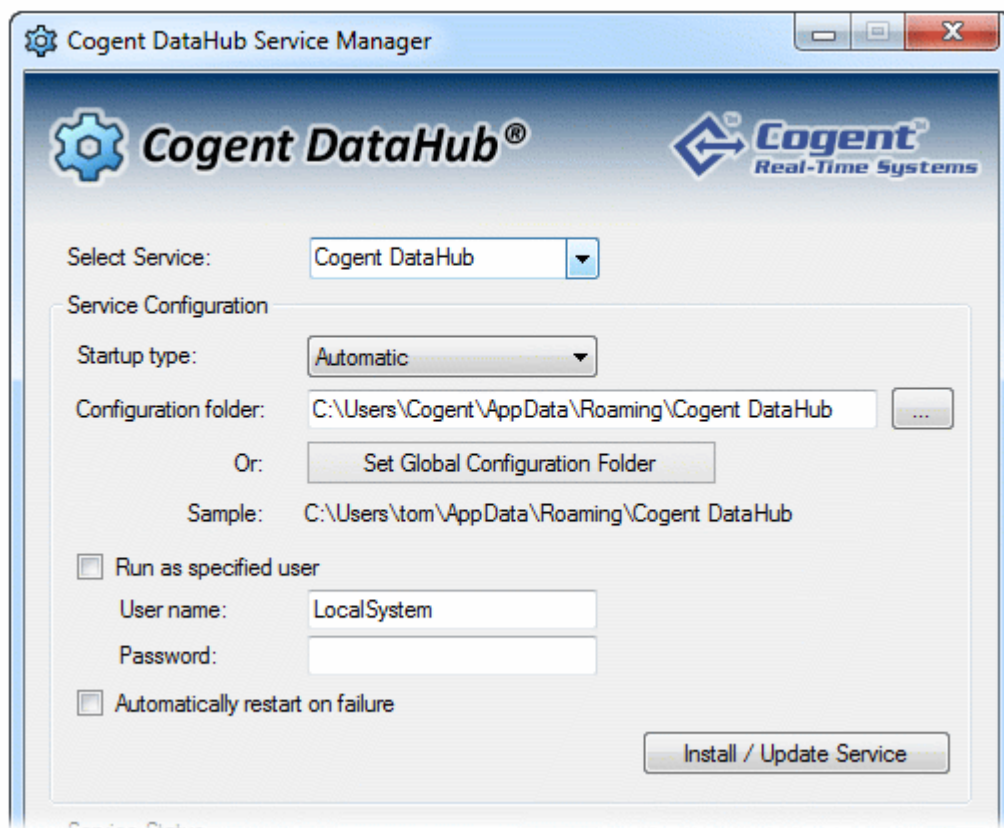 Cogent DataHub Service Manager
Cogent DataHub®
Cogent™
Real-Time Systems
Select Service: Cogent DataHub
Service Configuration
Startup type: Automatic
Configuration folder: C:\Users\Cogent\AppData\Roaming\Cogent DataHub ...
Or: Set Global Configuration Folder
Sample: C:\Users\tom\AppData\Roaming\Cogent DataHub
Run as specified user
User name: LocalSystem
Password:
Automatically restart on failure
Install / Update Service